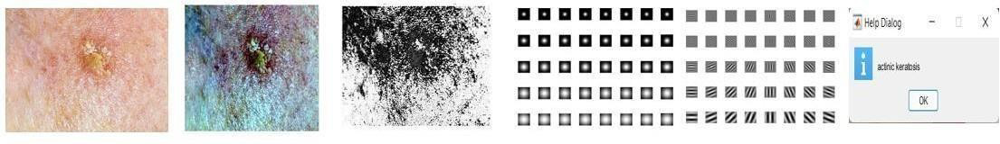 Help Dialog
actinic keratosis
OK